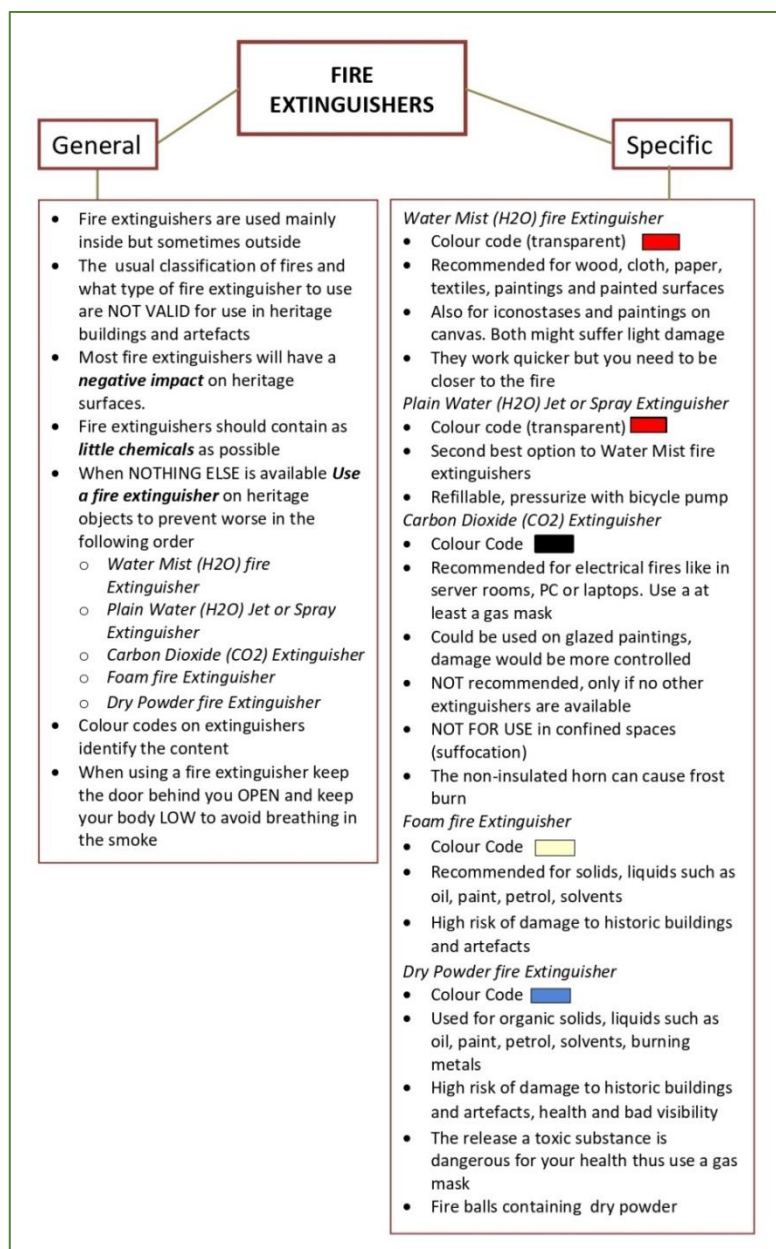 FIRE
EXTINGUISHERS
General
Specific
• Fire extinguishers are used mainly
inside but sometimes outside
• The usual classification of fires and
what type of fire extinguisher to use
are NOT VALID for use in heritage
buildings and artefacts
• Most fire extinguishers will have a
negative impact on heritage
surfaces.
• Fire extinguishers should contain as
little chemicals as possible
• When NOTHING ELSE is available Use
a fire extinguisher on heritage
objects to prevent worse in the
following order
o Water Mist (H2O) fire
Extinguisher
o Plain Water (H2O) Jet or Spray
Extinguisher
o Carbon Dioxide (CO2) Extinguisher
o Foam fire Extinguisher
o Dry Powder fire Extinguisher
• Colour codes on extinguishers
identify the content
• When using a fire extinguisher keep
the door behind you OPEN and keep
your body LOW to avoid breathing in
the smoke
Water Mist (H2O) fire Extinguisher
• Colour code (transparent)
• Recommended for wood, cloth, paper,
textiles, paintings and painted surfaces
• Also for iconostases and paintings on
canvas. Both might suffer light damage
• They work quicker but you need to be
closer to the fire
Plain Water (H2O) Jet or Spray Extinguisher
• Colour code (transparent)
• Second best option to Water Mist fire
extinguishers
• Refillable, pressurize with bicycle pump
Carbon Dioxide (CO2) Extinguisher
• Colour Code
• Recommended for electrical fires like in
server rooms, PC or laptops. Use a at
least a gas mask
• Could be used on glazed paintings,
damage would be more controlled
• NOT recommended, only if no other
extinguishers are available
• NOT FOR USE in confined spaces
(suffocation)
• The non-insulated horn can cause frost
burn
Foam fire Extinguisher
• Colour Code
• Recommended for solids, liquids such as
oil, paint, petrol, solvents
• High risk of damage to historic buildings
and artefacts
Dry Powder fire Extinguisher
• Colour Code
• Used for organic solids, liquids such as
oil, paint, petrol, solvents, burning
metals
• High risk of damage to historic buildings
and artefacts, health and bad visibility
• The release a toxic substance is
dangerous for your health thus use a gas
mask
• Fire balls containing dry powder